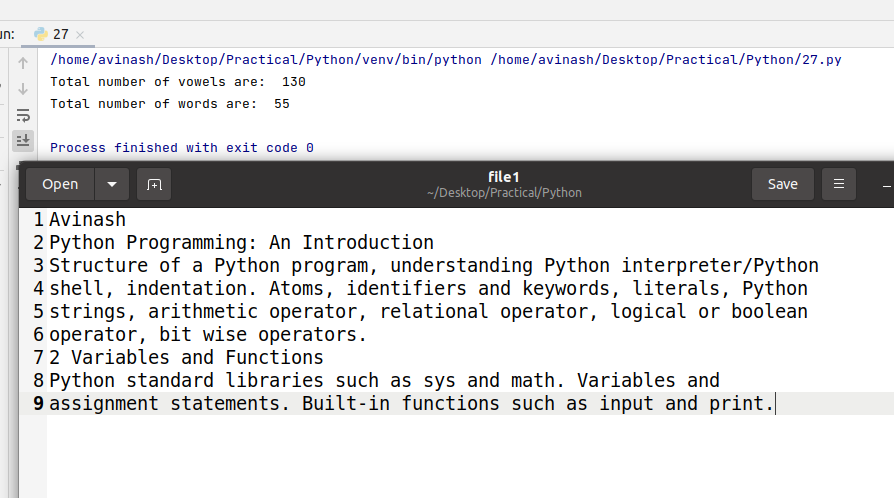 un:
27
/home/avinash/Desktop/Practical/Python/venv/bin/python /home/avinash/Desktop/Practical/Python/27.py
Total number of vowels are:  130
Total number of words are:  55
Process finished with exit code 0
Open
file1
~/Desktop/Practical/Python
Save
1 Avinash
2 Python Programming: An Introduction
3 Structure of a Python program, understanding Python interpreter/Python
4 shell, indentation. Atoms, identifiers and keywords, literals, Python
5 strings, arithmetic operator, relational operator, logical or boolean
6 operator, bit wise operators.
7 2 Variables and Functions
8 Python standard libraries such as sys and math. Variables and
9 assignment statements. Built-in functions such as input and print.